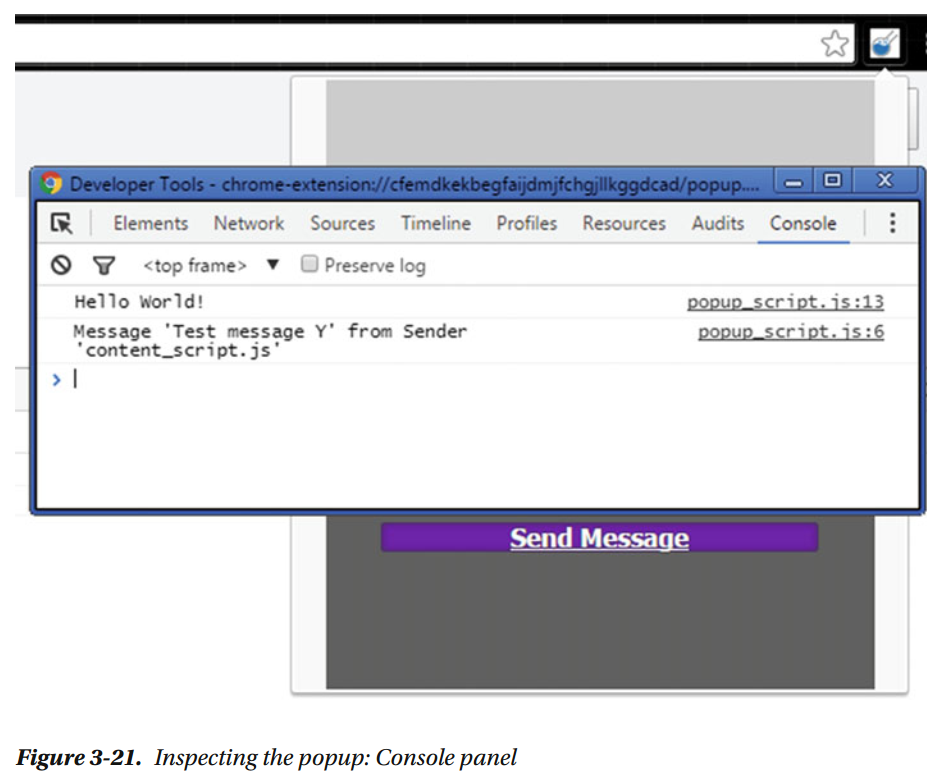 Developer Tools - chrome-extension://cfemdkekbegfaijdmjfchgjllkggdcad/popup....
Elements Network Sources Timeline Profiles Resources Audits Console
<top frame> ▼ Preserve log
Hello World! popup_script.js:13
Message 'Test message Y' from Sender popup_script.js:6
'content_script.js'
>
Send Message
Figure 3-21. Inspecting the popup: Console panel